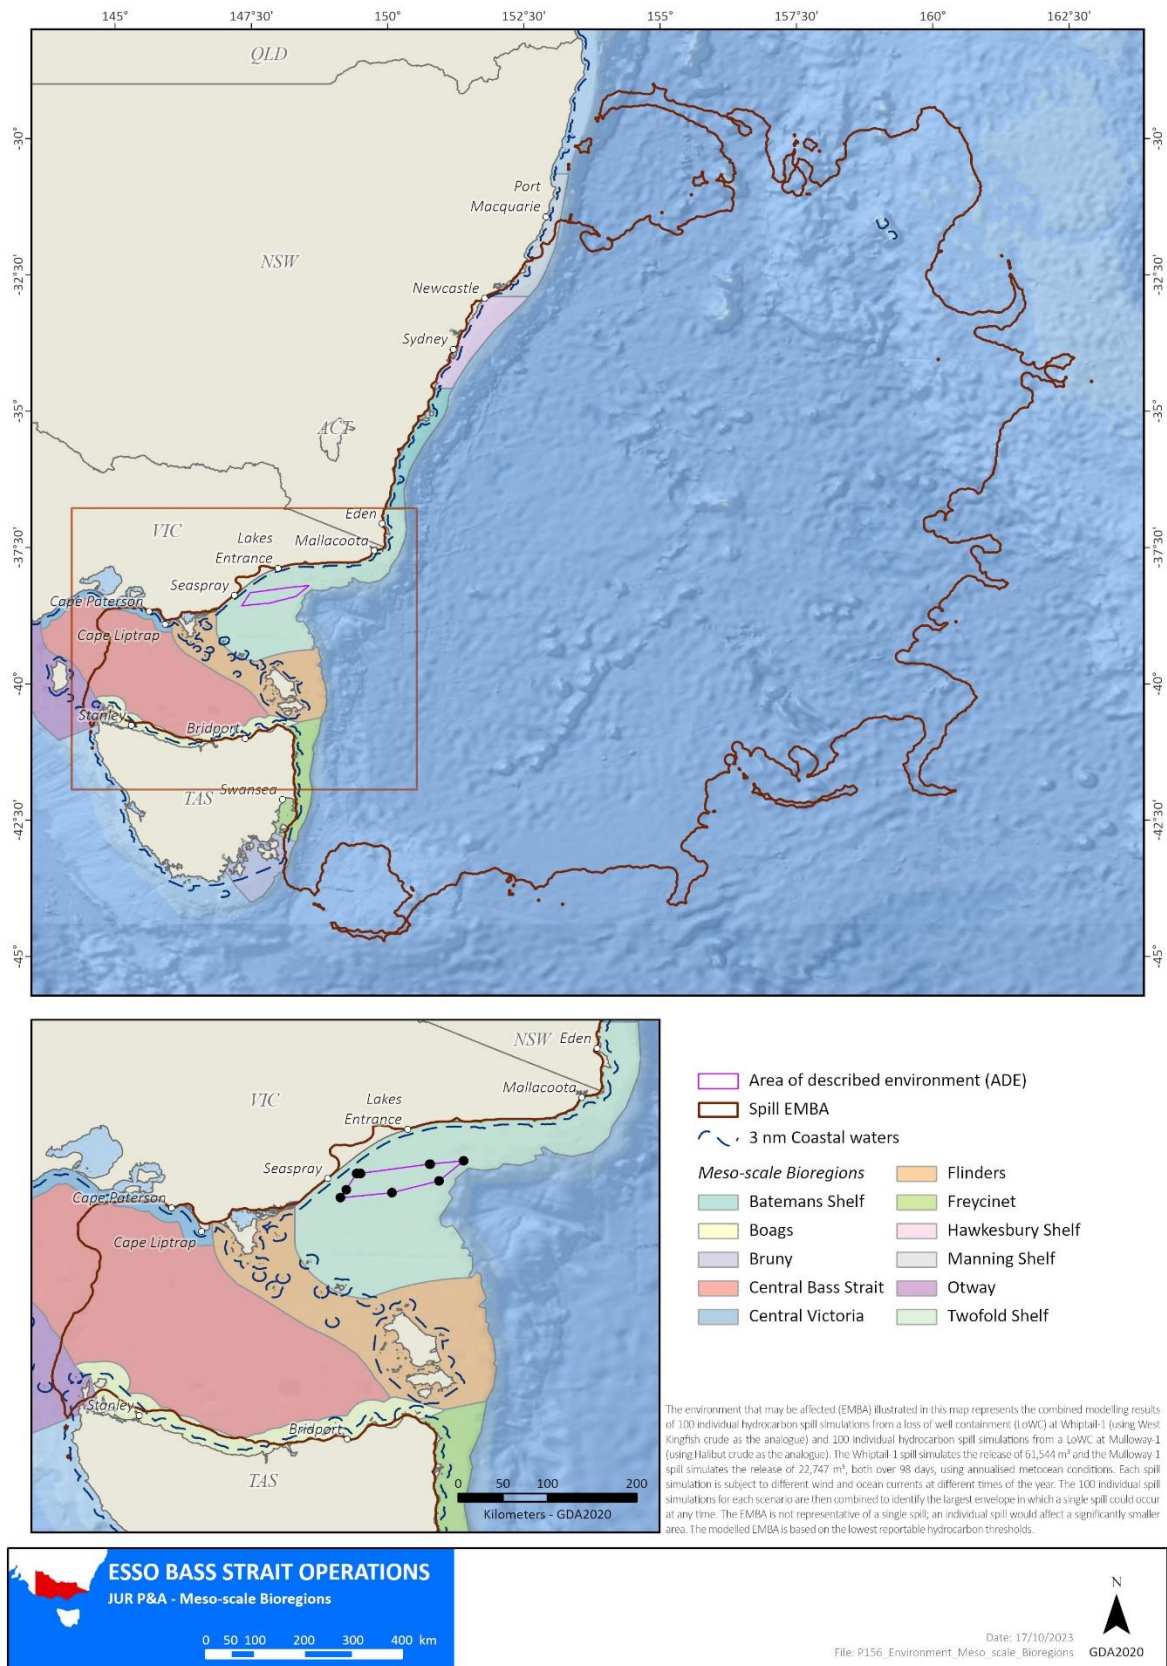 145° 147°30' 150° 152°30' 155° 157°30' 160° 162°30'
QLD
-30° -30°
Port
Macquarie
NSW
-32°30' -32°30'
Newcastle
Sydney
-35° -35°
ACT
Eden
VIC
Lakes
Entrance
Mallacoota
-37°30' -37°30'
Seaspray
Cape Paterson
Cape Liptrap
-40° -40°
Stanley
Bridport
TAS
Swansea
-42°30' -42°30'
-45° -45°
NSW
Eden
Mallacoota
VIC
Lakes
Entrance
Seaspray
Cape Paterson
Cape Liptrap
Stanley
Bridport
TAS
0 50 100 200
Kilometers - GDA2020
Area of described environment (ADE)
Spill EMBA
3 nm Coastal waters
Meso-scale Bioregions
Batemans Shelf
Boags
Bruny
Central Bass Strait
Central Victoria
Flinders
Freycinet
Hawkesbury Shelf
Manning Shelf
Otway
Twofold Shelf
The environment that may be affected (EMBA) illustrated in this map represents the combined modelling results
of 100 individual hydrocarbon spill simulations from a loss of well containment (LoWC) at Whiptail-1 (using West
Kingfish crude as the analogue) and 100 individual hydrocarbon spill simulations from a LoWC at Mulloway-1
(using Halibut crude as the analogue). The Whiptail-1 spill simulates the release of 61,544 m³ and the Mulloway-1
spill simulates the release of 22,747 m³, both over 98 days, using annualised metocean conditions. Each spill
simulation is subject to different wind and ocean currents at different times of the year. The 100 individual spill
simulations for each scenario are then combined to identify the largest envelope in which a single spill could occur
at any time. The EMBA is not representative of a single spill; an individual spill would affect a significantly smaller
area. The modelled EMBA is based on the lowest reportable hydrocarbon thresholds.
ESSO BASS STRAIT OPERATIONS
JUR P&A - Meso-scale Bioregions
0 50 100 200 300 400 km
N
GDA2020
Date: 17/10/2023
File: P156_Environment_Meso_scale_Bioregions